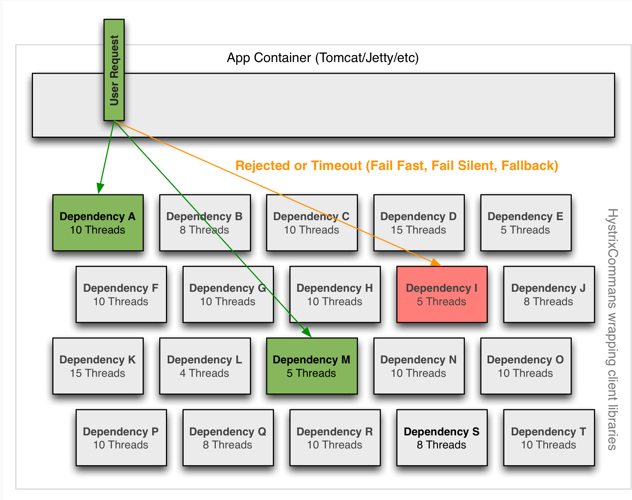 User Request
App Container (Tomcat/Jetty/etc)
Rejected or Timeout (Fail Fast, Fail Silent, Fallback)
Dependency A
10 Threads
Dependency B
8 Threads
Dependency C
10 Threads
Dependency D
15 Threads
Dependency E
5 Threads
Dependency F
10 Threads
Dependency G
10 Threads
Dependency H
10 Threads
Dependency I
5 Threads
Dependency J
8 Threads
Dependency K
15 Threads
Dependency L
4 Threads
Dependency M
5 Threads
Dependency N
10 Threads
Dependency O
10 Threads
Dependency P
10 Threads
Dependency Q
8 Threads
Dependency R
10 Threads
Dependency S
8 Threads
Dependency T
10 Threads
HystrixCommans wrapping client libraries